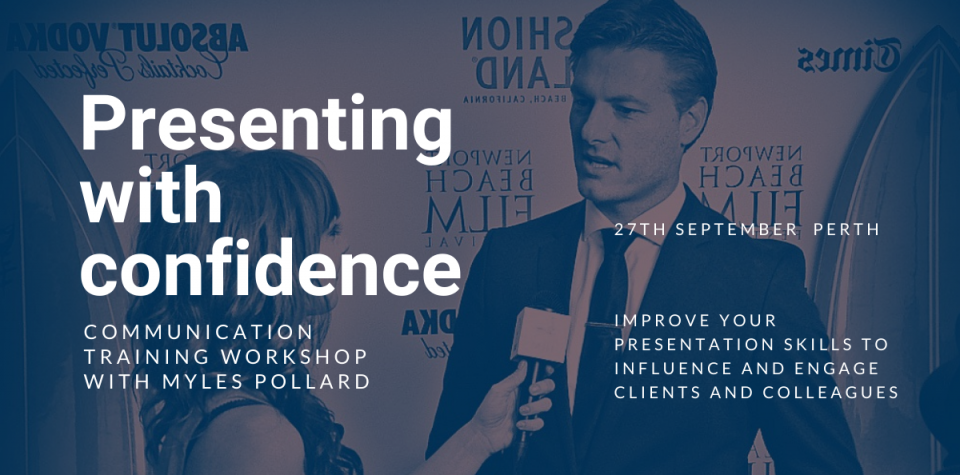 ABSOLUT VODKA
Cocktails Perfected
Presenting
with
confidence
COMMUNICATION
TRAINING WORKSHOP
WITH MYLES POLLARD
SHION
LAND
BEACH, CALIFORNIA
Times
NEWPORT
BEACH
FILM
NEWPORT
BEACH
FILM
27TH SEPTEMBER PERTH
IMPROVE YOUR
PRESENTATION SKILLS TO
INFLUENCE AND ENGAGE
CLIENTS AND COLLEAGUES